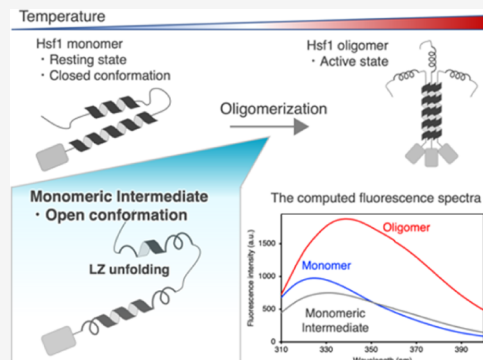 Temperature
Hsf1 monomer
・Resting state
・Closed conformation
Hsf1 oligomer
・Active state
Oligomerization
Monomeric Intermediate
・Open conformation
LZ unfolding
The computed fluorescence spectra
Fluorescence intensity (a.u.)
1500
1000
500
0
Oligomer
Monomer
Monomeric
Intermediate
310
330
350
370
390